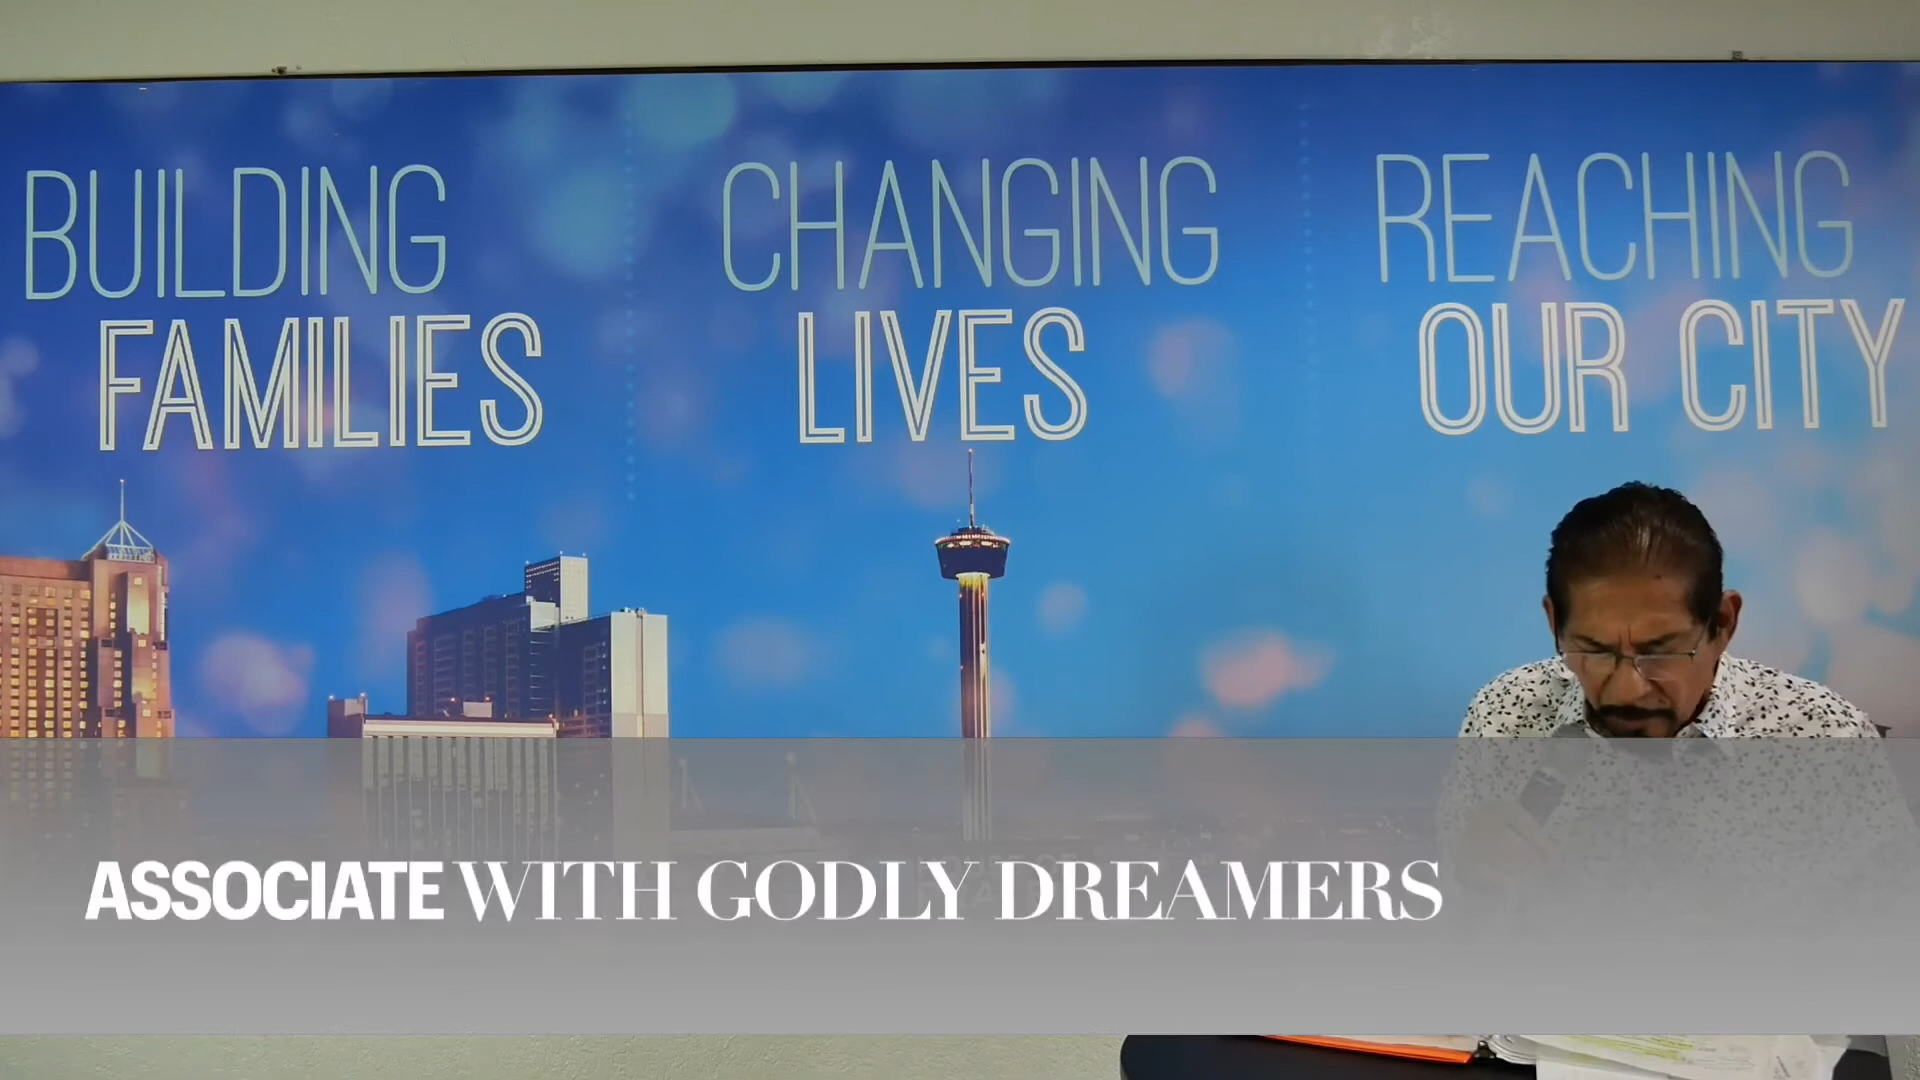 BUILDING
FAMILIES
CHANGING
LIVES
REACHING
OUR CITY
ASSOCIATE WITH GODLY DREAMERS